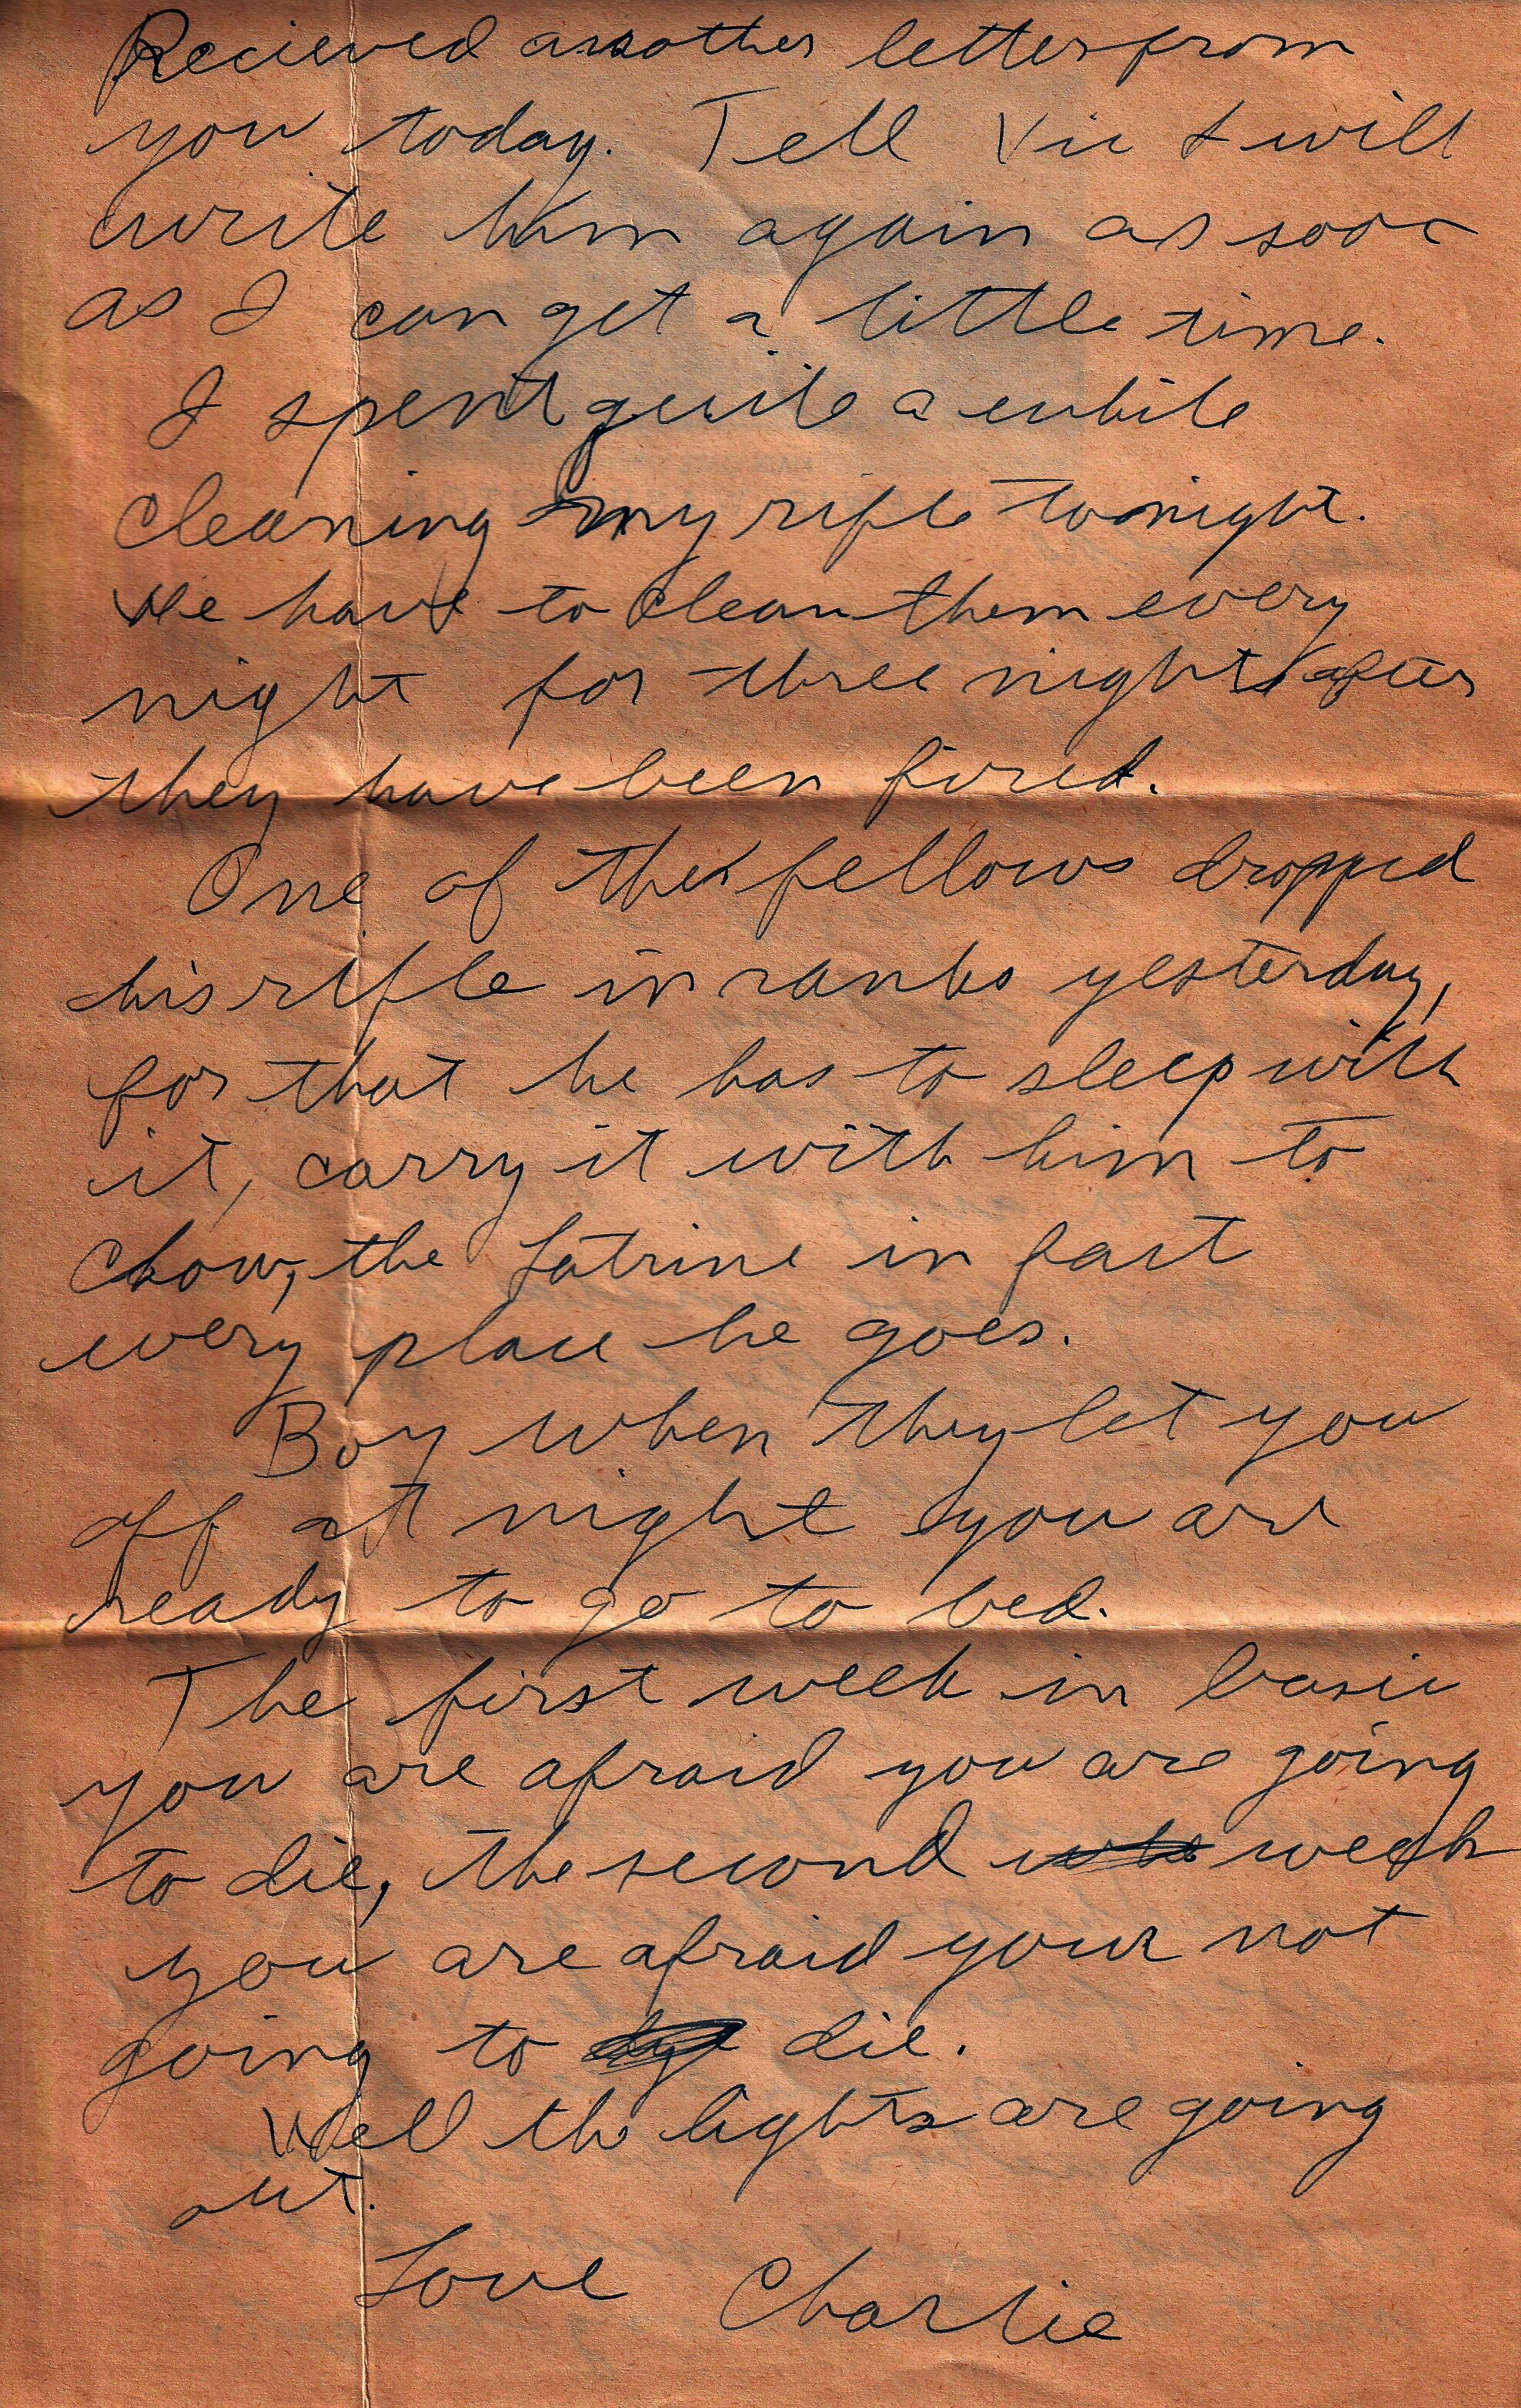 Recieved another letter from
you today. Tell Vic I will
write him again as soon
as I can get a little time.
I spent quite a while
cleaning my rifle tonight.
We have to clean them every
night for three nights after
they have been fired.
One of the fellows dropped
his rifle in ranks yesterday,
for that he has to sleep with
it, carry it with him to
Chow, the Latrine in fact
every place he goes.
Boy when they let you
off at night you are
ready to go to bed.
The first week in basic
you are afraid you are going
to die, the second week
you are afraid your not
going to die.
Well the lights are going
out.
Love Charlie